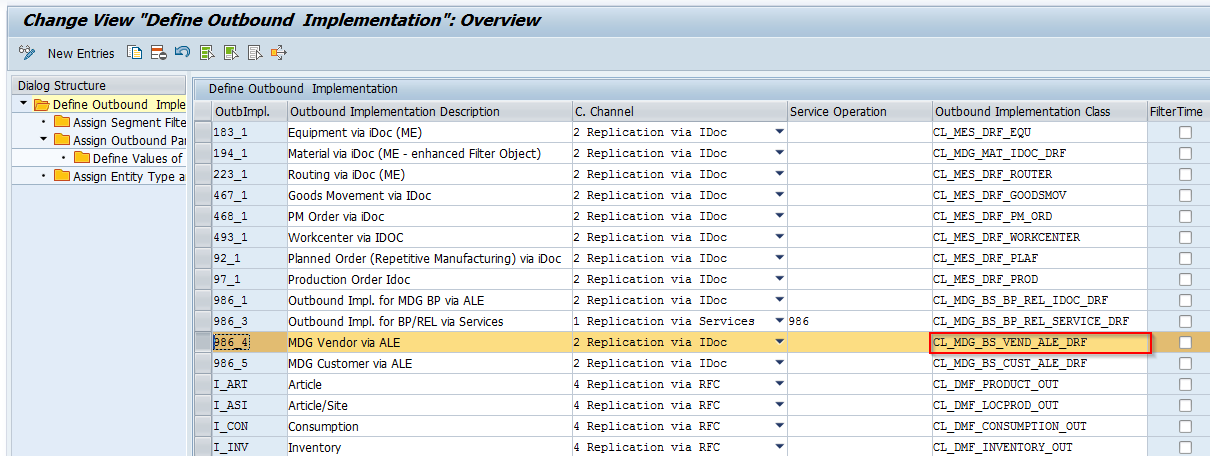 Change View "Define Outbound Implementation": Overview
New Entries
Dialog Structure
Define Outbound Imple
Assign Segment Filte
Assign Outbound Par
Define Values of
Assign Entity Type a
Define Outbound Implementation
OutbImpl. Outbound Implementation Description C. Channel Service Operation Outbound Implementation Class FilterTime
183_1 Equipment via iDoc (ME) 2 Replication via IDoc CL_MES_DRF_EQU
194_1 Material via iDoc (ME - enhanced Filter Object) 2 Replication via IDoc CL_MDG_MAT_IDOC_DRF
223_1 Routing via iDoc (ME) 2 Replication via IDoc CL_MES_DRF_ROUTER
467_1 Goods Movement via IDoc 2 Replication via IDoc CL_MES_DRF_GOODSMOV
468_1 PM Order via iDoc 2 Replication via IDoc CL_MES_DRF_PM_ORD
493_1 Workcenter via IDOC 2 Replication via IDoc CL_MES_DRF_WORKCENTER
92_1 Planned Order (Repetitive Manufacturing) via iDoc 2 Replication via IDoc CL_MES_DRF_PLAF
97_1 Production Order Idoc 2 Replication via IDoc CL_MES_DRF_PROD
986_1 Outbound Impl. for MDG BP via ALE 2 Replication via IDoc CL_MDG_BS_BP_REL_IDOC_DRF
986_3 Outbound Impl. for BP/REL via Services 1 Replication via Services 986 CL_MDG_BS_BP_REL_SERVICE_DRF
986_4 MDG Vendor via ALE 2 Replication via IDoc CL_MDG_BS_VEND_ALE_DRF
986_5 MDG Customer via ALE 2 Replication via IDoc CL_MDG_BS_CUST_ALE_DRF
I_ART Article 4 Replication via RFC CL_DMF_PRODUCT_OUT
I_ASI Article/Site 4 Replication via RFC CL_DMF_LOCPROD_OUT
I_CON Consumption 4 Replication via RFC CL_DMF_CONSUMPTION_OUT
I_INV Inventory 4 Replication via RFC CL_DMF_INVENTORY_OUT